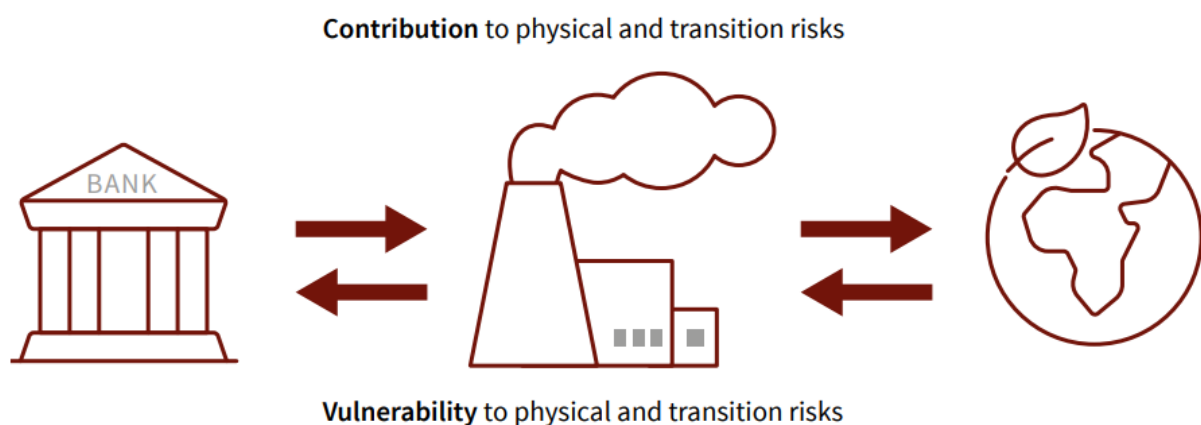 Contribution to physical and transition risks
BANK
Vulnerability to physical and transition risks